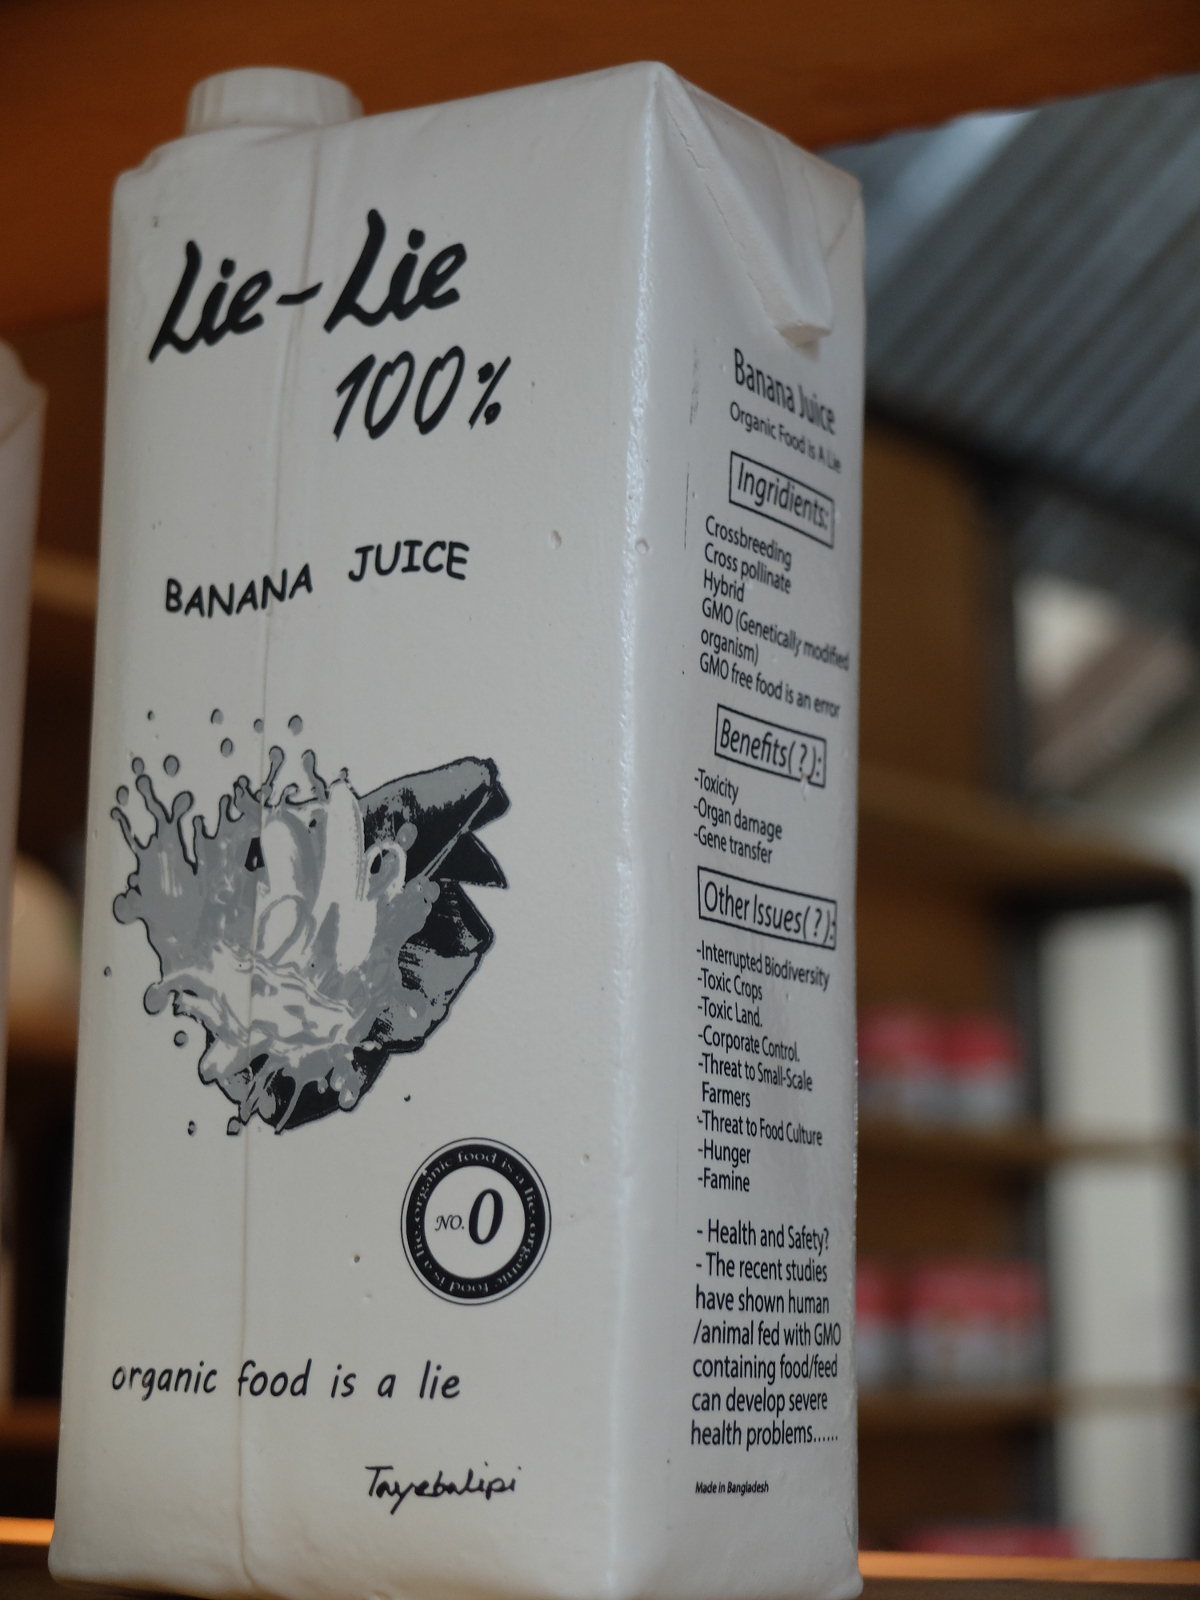 Lie-Lie
100%
BANANA JUICE
organic food is a lie.organic food is a lie.
NO. 0
organic food is a lie
Tayebalipi
Banana Juice
Organic Food is A Lie
Ingridients:
Crossbreeding
Cross pollinate
Hybrid
GMO (Genetically modified
organism)
GMO free food is an error
Benefits( ? ):
-Toxicity
-Organ damage
-Gene transfer
Other Issues( ? ):
-Interrupted Biodiversity
-Toxic Crops
-Toxic Land.
-Corporate Control.
-Threat to Small-Scale
Farmers
-Threat to Food Culture
-Hunger
-Famine
- Health and Safety?
- The recent studies
have shown human
/animal fed with GMO
containing food/feed
can develop severe
health problems......
Made in Bangladesh